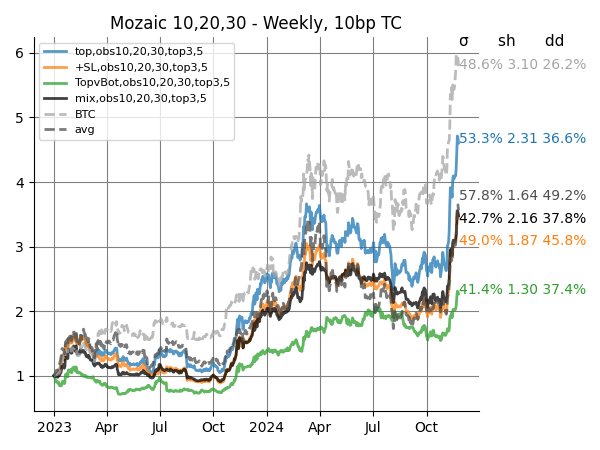 Mozaic 10,20,30 - Weekly, 10bp TC
σ sh dd
top,obs10,20,30,top3,5
+SL,obs10,20,30,top3,5
TopvBot,obs10,20,30,top3,5
mix,obs10,20,30,top3,5
BTC
avg
48.6% 3.10 26.2%
53.3% 2.31 36.6%
57.8% 1.64 49.2%
42.7% 2.16 37.8%
49.0% 1.87 45.8%
41.4% 1.30 37.4%
6
5
4
3
2
1
2023 Apr Jul Oct 2024 Apr Jul Oct